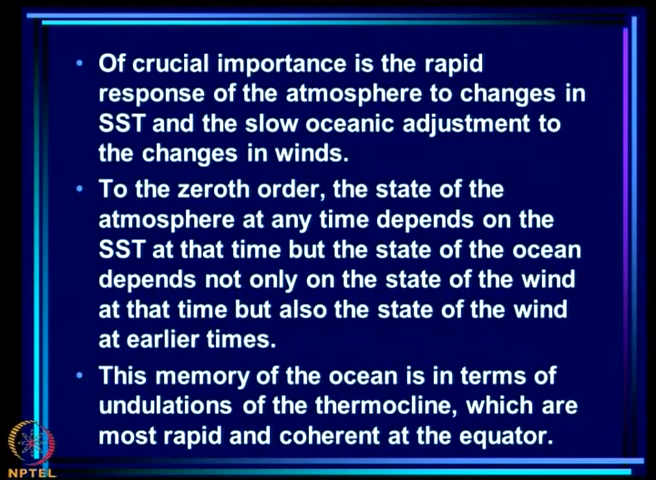 • Of crucial importance is the rapid
response of the atmosphere to changes in
SST and the slow oceanic adjustment to
the changes in winds.
• To the zeroth order, the state of the
atmosphere at any time depends on the
SST at that time but the state of the ocean
depends not only on the state of the wind
at that time but also the state of the wind
at earlier times.
• This memory of the ocean is in terms of
undulations of the thermocline, which are
most rapid and coherent at the equator.
NPTEL